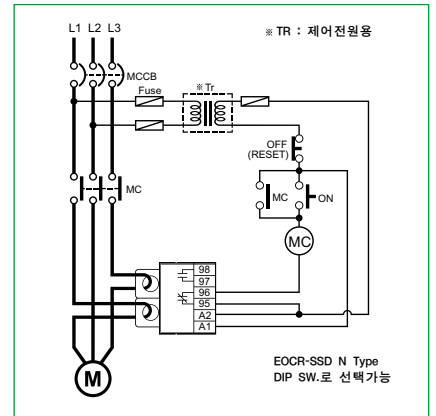 L1 L2 L3
※ TR : 제어전원용
MCCB
Fuse
※ Tr
OFF
(RESET)
MC
MC
ON
MC
98
97
96
95
A2
A1
M
EOCR-SSD N Type
DIP SW.로 선택가능